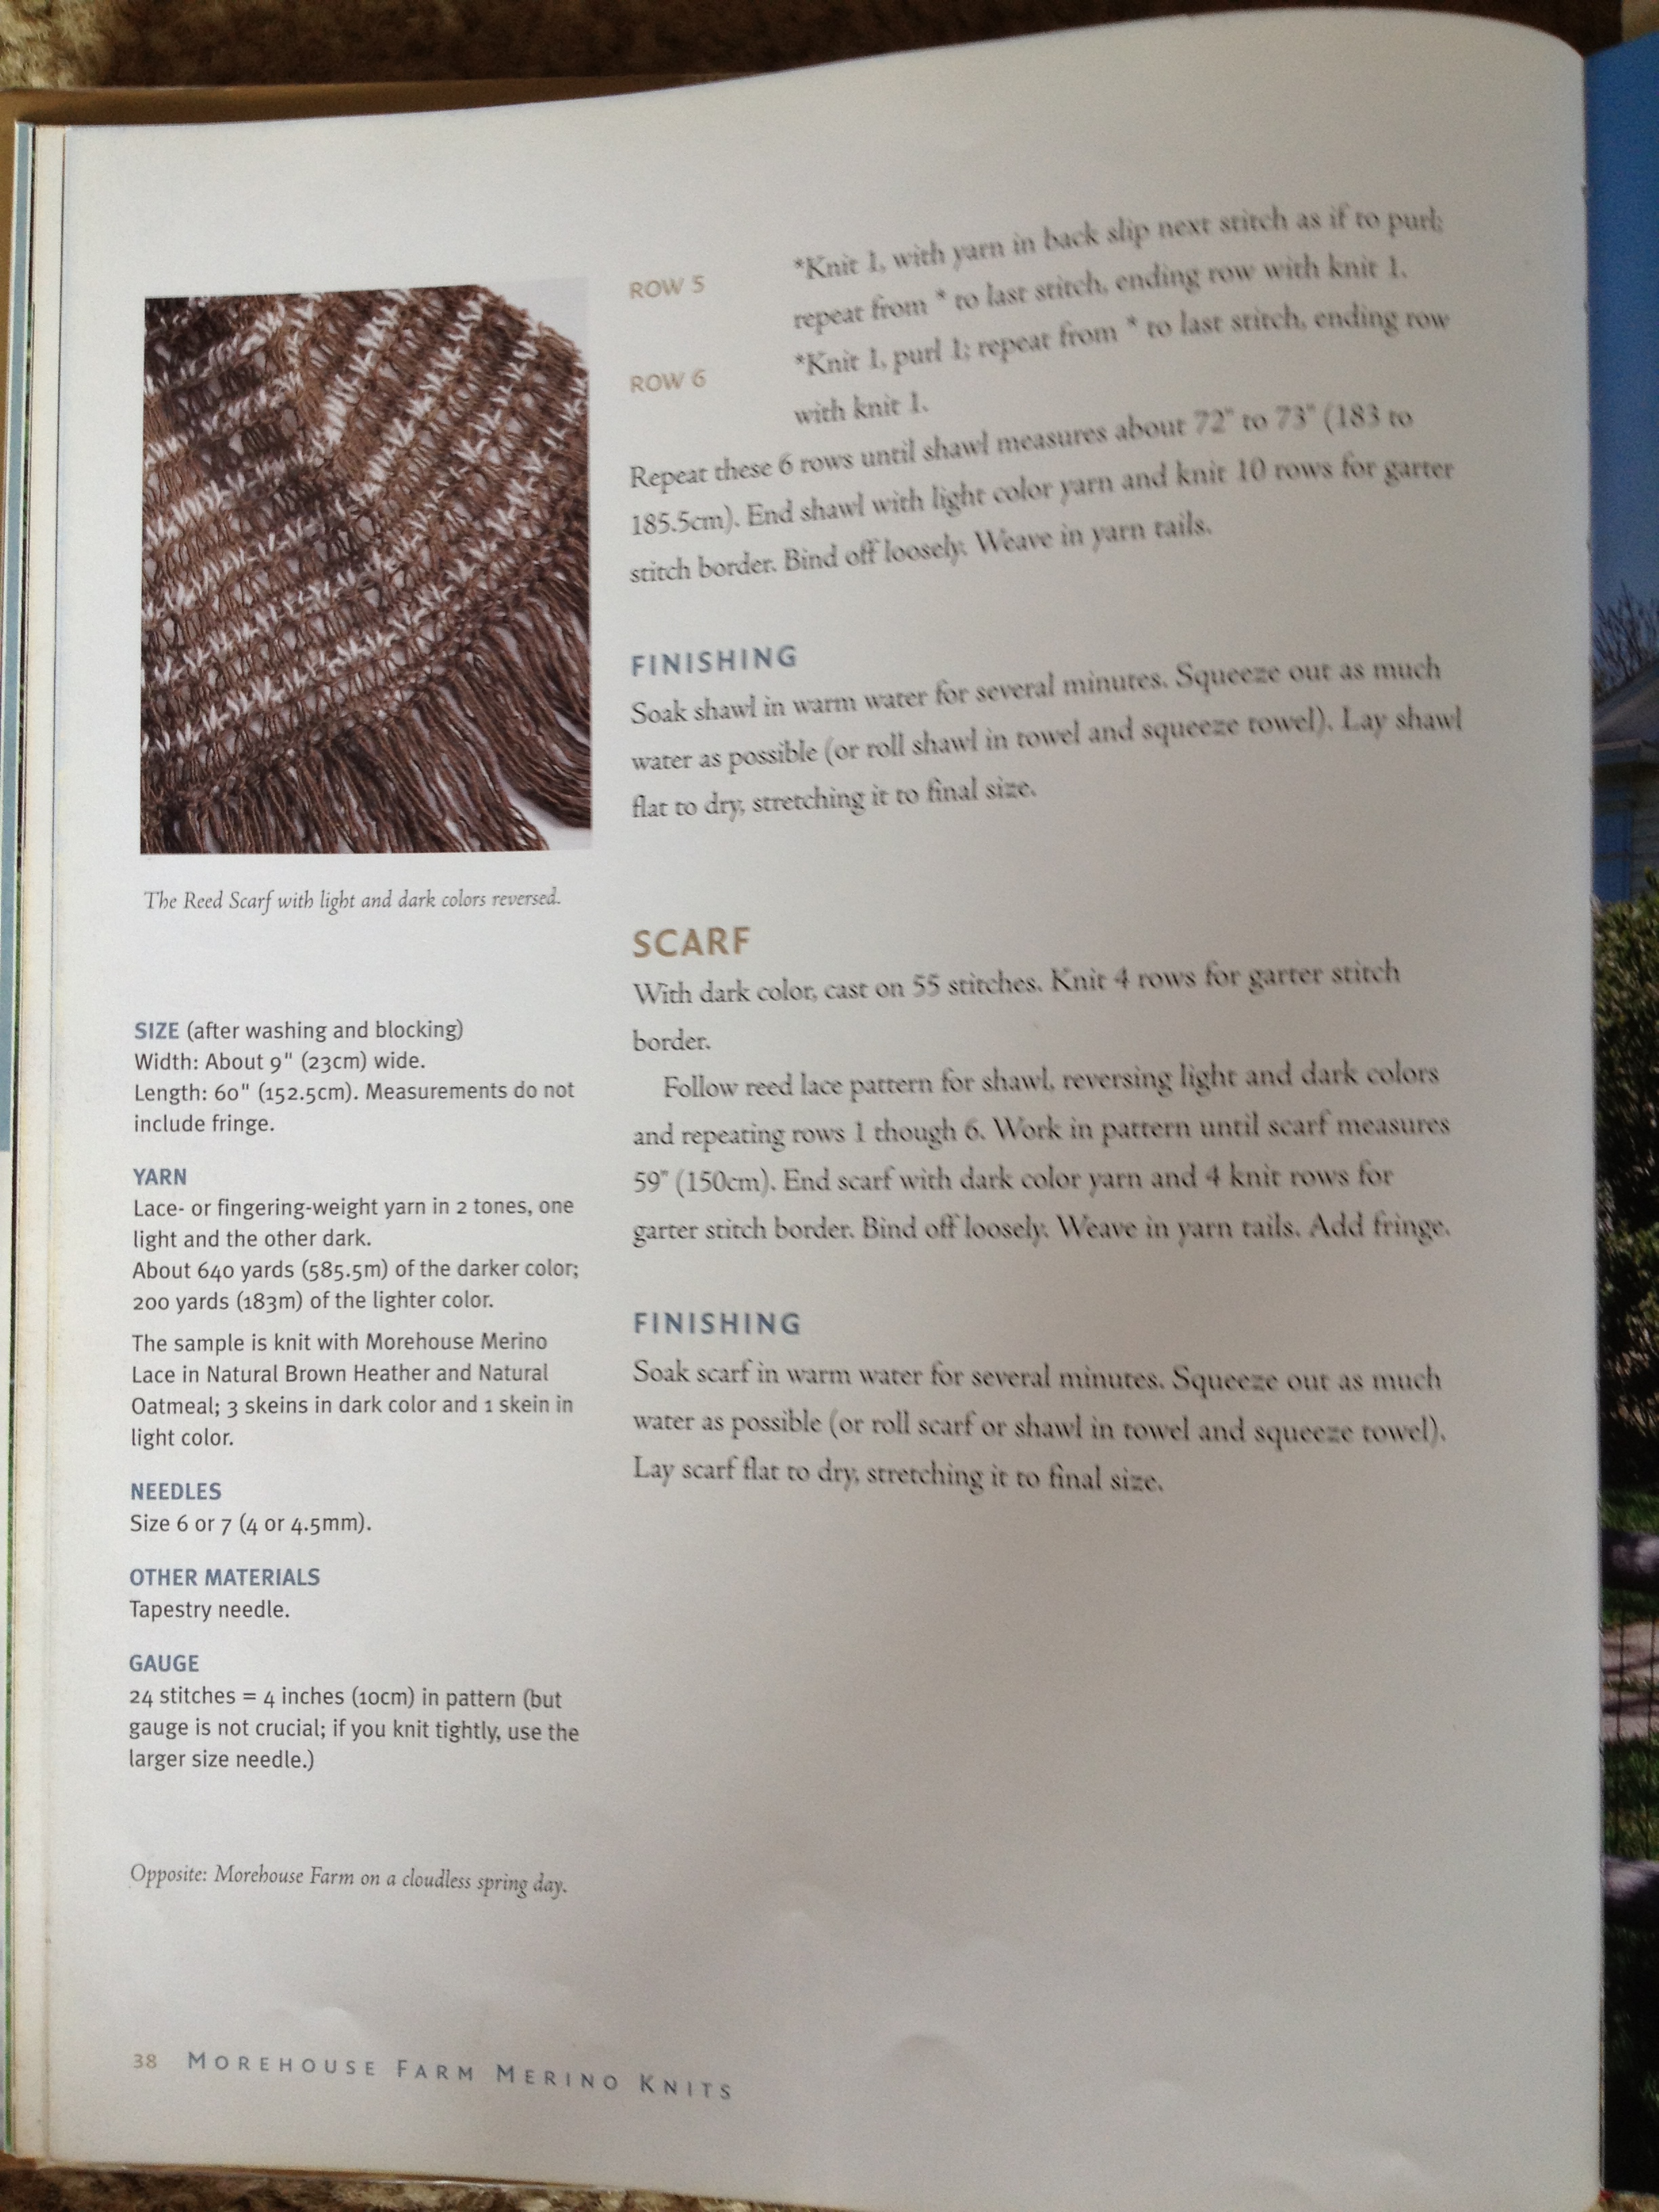 ROW 5
*Knit 1, with yarn in back slip next stitch as if to purl;
repeat from * to last stitch, ending row with knit 1.
ROW 6
*Knit 1, purl 1; repeat from * to last stitch, ending row
with knit 1.
Repeat these 6 rows until shawl measures about 72" to 73" (183 to
185.5cm). End shawl with light color yarn and knit 10 rows for garter
stitch border. Bind off loosely. Weave in yarn tails.
FINISHING
Soak shawl in warm water for several minutes. Squeeze out as much
water as possible (or roll shawl in towel and squeeze towel). Lay shawl
flat to dry, stretching it to final size.
The Reed Scarf with light and dark colors reversed.
SIZE (after washing and blocking)
Width: About 9" (23cm) wide.
Length: 60" (152.5cm). Measurements do not
include fringe.
YARN
Lace- or fingering-weight yarn in 2 tones, one
light and the other dark.
About 640 yards (585.5m) of the darker color;
200 yards (183m) of the lighter color.
The sample is knit with Morehouse Merino
Lace in Natural Brown Heather and Natural
Oatmeal; 3 skeins in dark color and 1 skein in
light color.
NEEDLES
Size 6 or 7 (4 or 4.5mm).
OTHER MATERIALS
Tapestry needle.
GAUGE
24 stitches = 4 inches (10cm) in pattern (but
gauge is not crucial; if you knit tightly, use the
larger size needle.)
Opposite: Morehouse Farm on a cloudless spring day.
SCARF
With dark color, cast on 55 stitches. Knit 4 rows for garter stitch
border.
Follow reed lace pattern for shawl, reversing light and dark colors
and repeating rows 1 though 6. Work in pattern until scarf measures
59" (150cm). End scarf with dark color yarn and 4 knit rows for
garter stitch border. Bind off loosely. Weave in yarn tails. Add fringe.
FINISHING
Soak scarf in warm water for several minutes. Squeeze out as much
water as possible (or roll scarf or shawl in towel and squeeze towel).
Lay scarf flat to dry, stretching it to final size.
38 MOREHOUSE FARM MERINO KNITS